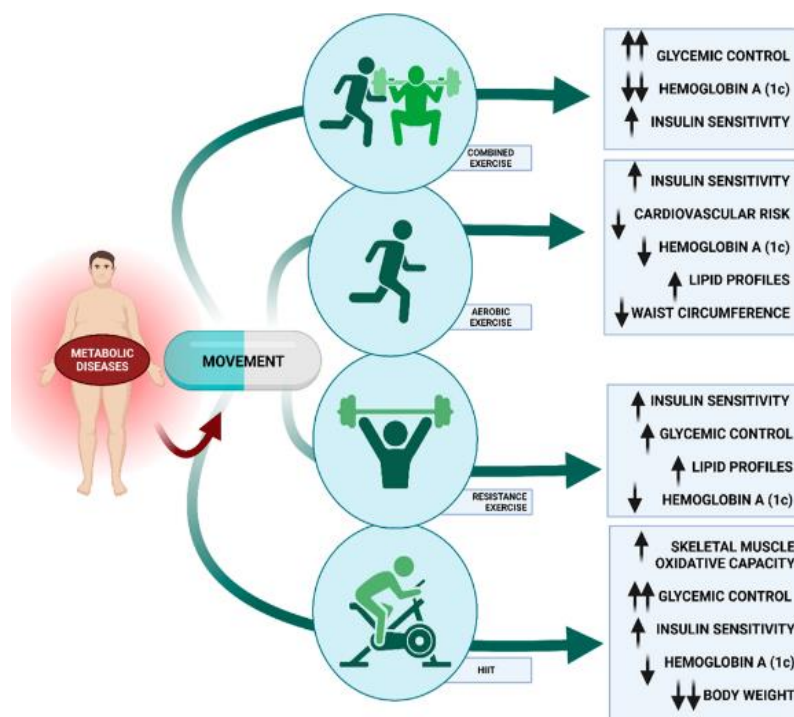 GLYCEMIC CONTROL
HEMOGLOBIN A (1c)
INSULIN SENSITIVITY
COMBINED
EXERCISE
INSULIN SENSITIVITY
CARDIOVASCULAR RISK
HEMOGLOBIN A (1c)
LIPID PROFILES
WAIST CIRCUMFERENCE
AEROBIC
EXERCISE
METABOLIC
DISEASES
MOVEMENT
INSULIN SENSITIVITY
GLYCEMIC CONTROL
LIPID PROFILES
HEMOGLOBIN A (1c)
RESISTANCE
EXERCISE
SKELETAL MUSCLE
OXIDATIVE CAPACITY
GLYCEMIC CONTROL
INSULIN SENSITIVITY
HEMOGLOBIN A (1c)
BODY WEIGHT
HIIT